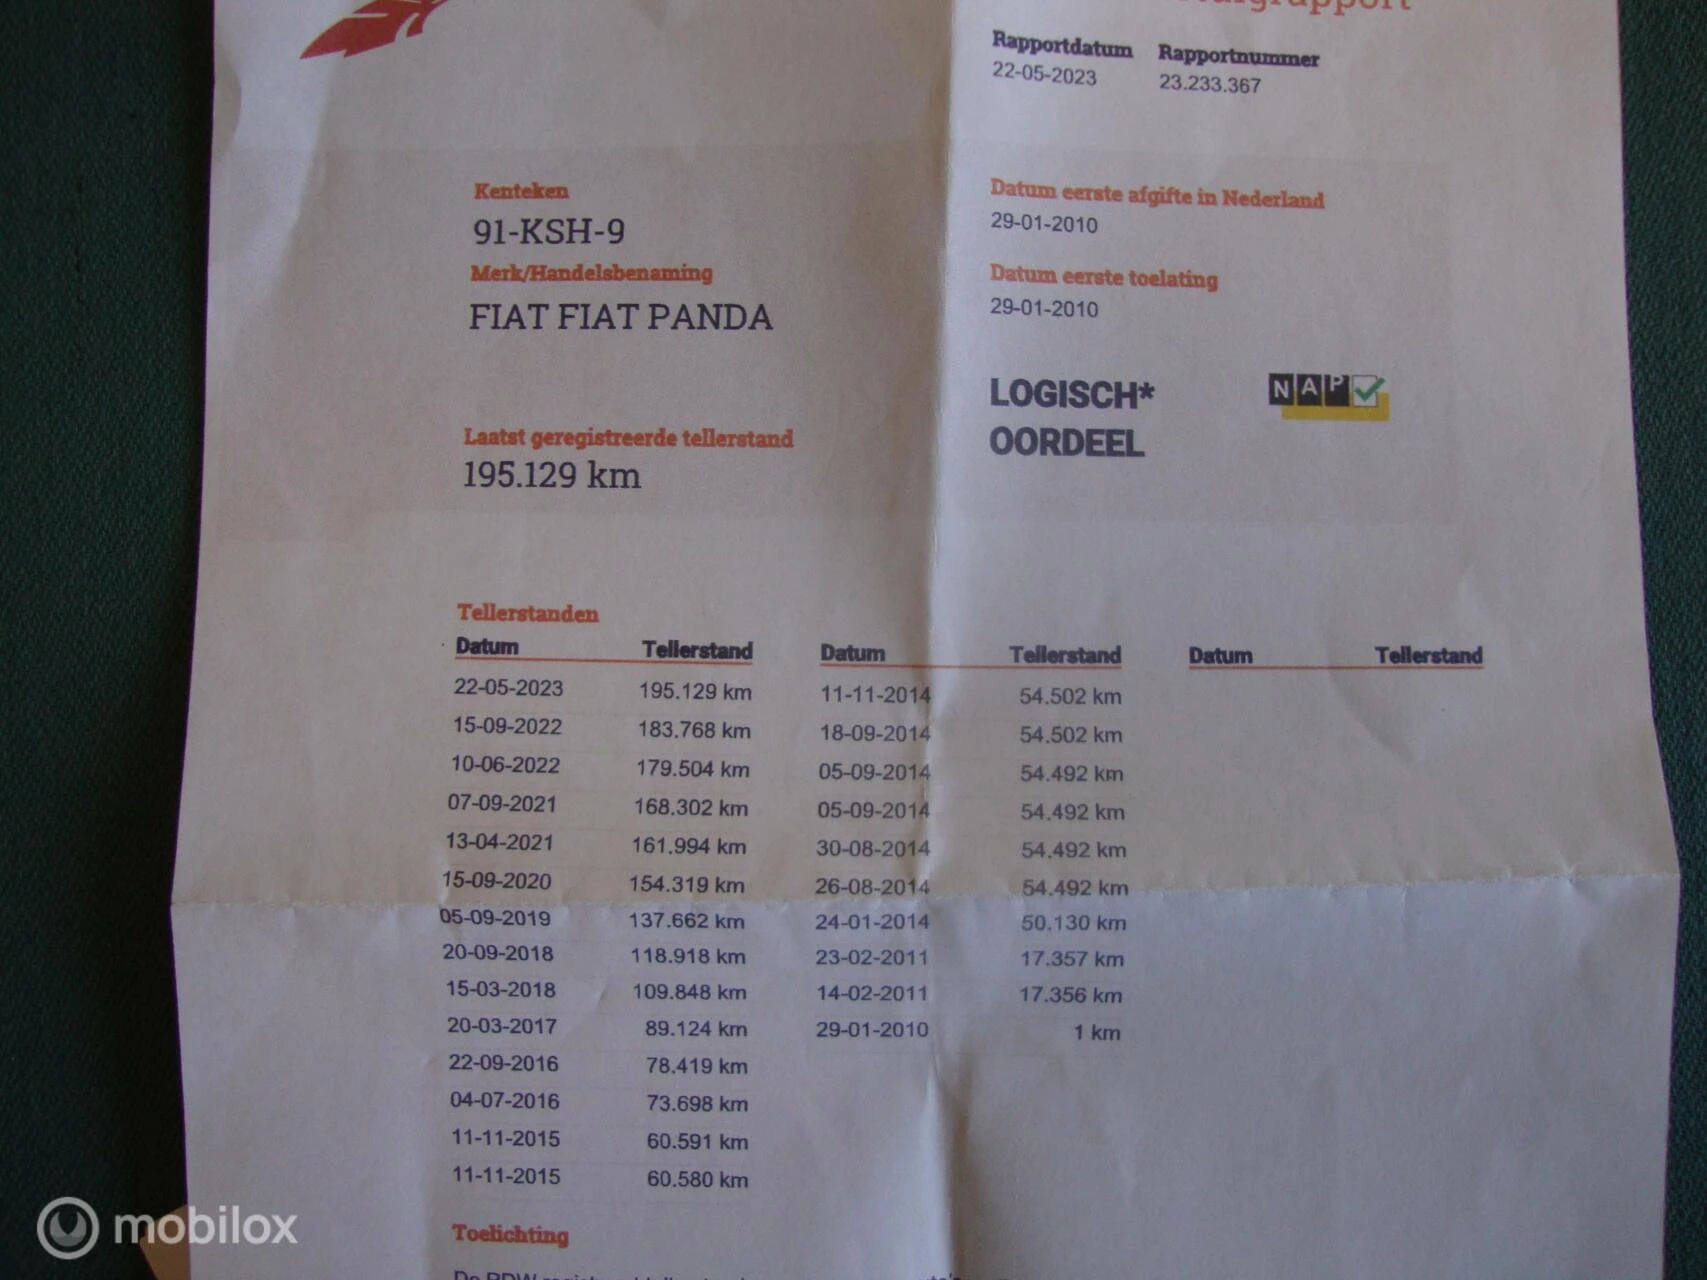 Rapportdatum Rapportnummer
22-05-2023 23.233.367
Kenteken
91-KSH-9
Merk/Handelsbenaming
FIAT FIAT PANDA
Datum eerste afgifte in Nederland
29-01-2010
Datum eerste toelating
29-01-2010
LOGISCH*
OORDEEL
NAP
Laatst geregistreerde tellerstand
195.129 km
Tellerstanden
Datum Tellerstand Datum Tellerstand Datum Tellerstand
22-05-2023 195.129 km 11-11-2014 54.502 km
15-09-2022 183.768 km 18-09-2014 54.502 km
10-06-2022 179.504 km 05-09-2014 54.492 km
07-09-2021 168.302 km 05-09-2014 54.492 km
13-04-2021 161.994 km 30-08-2014 54.492 km
15-09-2020 154.319 km 26-08-2014 54.492 km
05-09-2019 137.662 km 24-01-2014 50.130 km
20-09-2018 118.918 km 23-02-2011 17.357 km
15-03-2018 109.848 km 14-02-2011 17.356 km
20-03-2017 89.124 km 29-01-2010 1 km
22-09-2016 78.419 km
04-07-2016 73.698 km
11-11-2015 60.591 km
11-11-2015 60.580 km
Toelichting
De RDW
mobilox